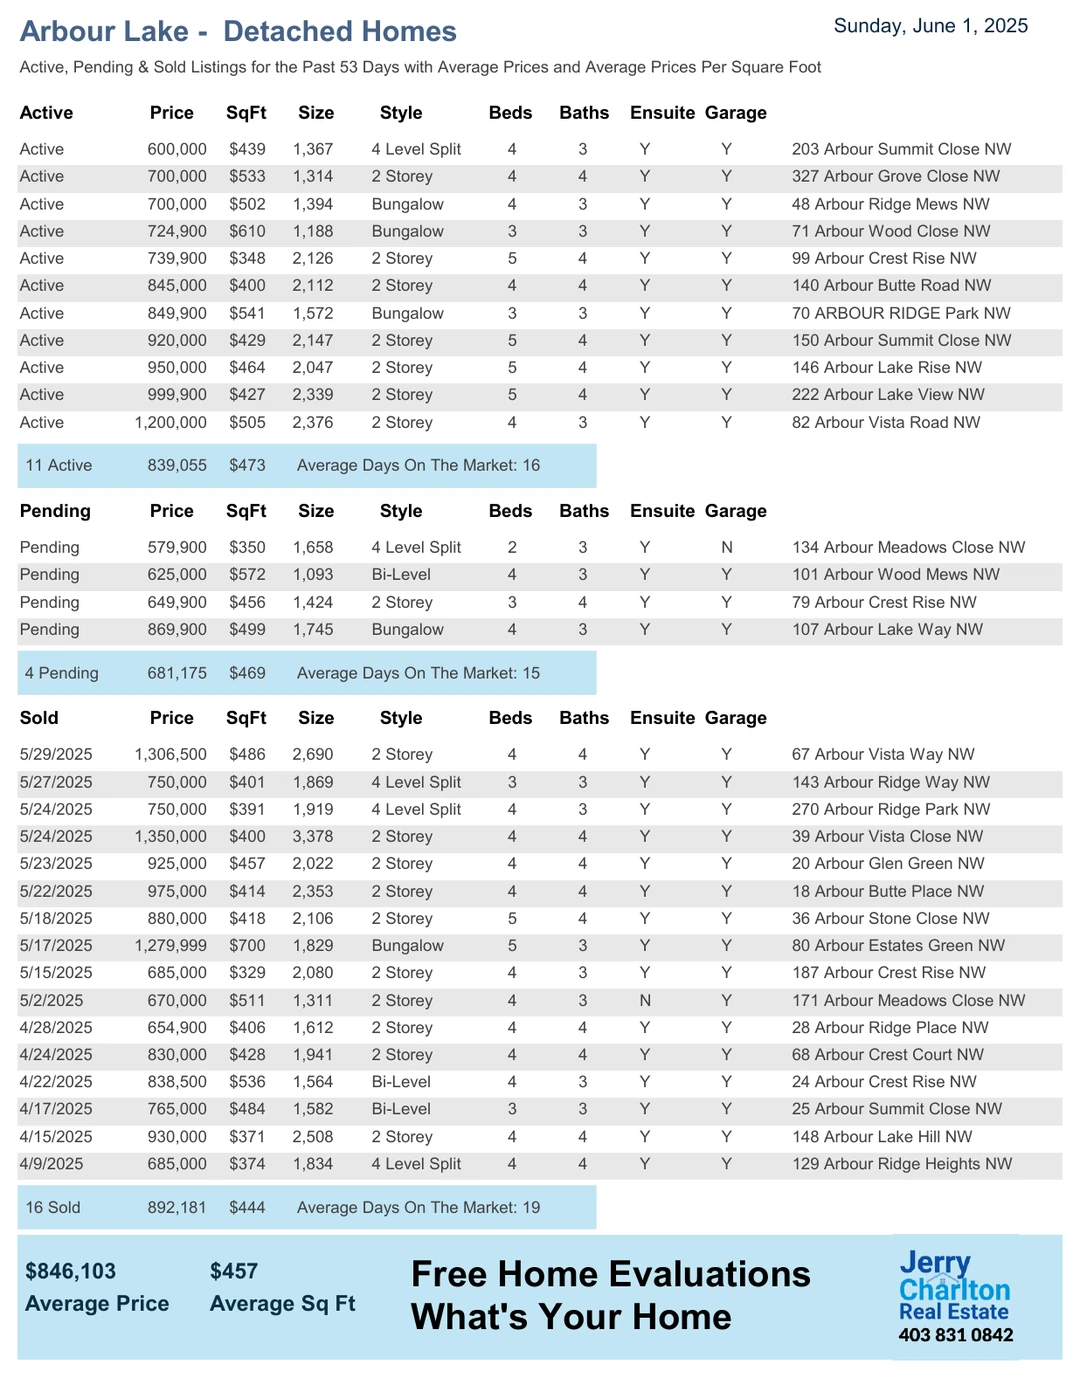 Arbour Lake - Detached Homes
Sunday, June 1, 2025
Active, Pending & Sold Listings for the Past 53 Days with Average Prices and Average Prices Per Square Foot
Active Price SqFt Size Style Beds Baths Ensuite Garage
Active 600,000 $439 1,367 4 Level Split 4 3 Y Y 203 Arbour Summit Close NW
Active 700,000 $533 1,314 2 Storey 4 4 Y Y 327 Arbour Grove Close NW
Active 700,000 $502 1,394 Bungalow 4 3 Y Y 48 Arbour Ridge Mews NW
Active 724,900 $610 1,188 Bungalow 3 3 Y Y 71 Arbour Wood Close NW
Active 739,900 $348 2,126 2 Storey 5 4 Y Y 99 Arbour Crest Rise NW
Active 845,000 $400 2,112 2 Storey 4 4 Y Y 140 Arbour Butte Road NW
Active 849,900 $541 1,572 Bungalow 3 3 Y Y 70 ARBOUR RIDGE Park NW
Active 920,000 $429 2,147 2 Storey 5 4 Y Y 150 Arbour Summit Close NW
Active 950,000 $464 2,047 2 Storey 5 4 Y Y 146 Arbour Lake Rise NW
Active 999,900 $427 2,339 2 Storey 5 4 Y Y 222 Arbour Lake View NW
Active 1,200,000 $505 2,376 2 Storey 4 3 Y Y 82 Arbour Vista Road NW
11 Active 839,055 $473 Average Days On The Market: 16
Pending Price SqFt Size Style Beds Baths Ensuite Garage
Pending 579,900 $350 1,658 4 Level Split 2 3 Y N 134 Arbour Meadows Close NW
Pending 625,000 $572 1,093 Bi-Level 4 3 Y Y 101 Arbour Wood Mews NW
Pending 649,900 $456 1,424 2 Storey 3 4 Y Y 79 Arbour Crest Rise NW
Pending 869,900 $499 1,745 Bungalow 4 3 Y Y 107 Arbour Lake Way NW
4 Pending 681,175 $469 Average Days On The Market: 15
Sold Price SqFt Size Style Beds Baths Ensuite Garage
5/29/2025 1,306,500 $486 2,690 2 Storey 4 4 Y Y 67 Arbour Vista Way NW
5/27/2025 750,000 $401 1,869 4 Level Split 3 3 Y Y 143 Arbour Ridge Way NW
5/24/2025 750,000 $391 1,919 4 Level Split 4 3 Y Y 270 Arbour Ridge Park NW
5/24/2025 1,350,000 $400 3,378 2 Storey 4 4 Y Y 39 Arbour Vista Close NW
5/23/2025 925,000 $457 2,022 2 Storey 4 4 Y Y 20 Arbour Glen Green NW
5/22/2025 975,000 $414 2,353 2 Storey 4 4 Y Y 18 Arbour Butte Place NW
5/18/2025 880,000 $418 2,106 2 Storey 5 4 Y Y 36 Arbour Stone Close NW
5/17/2025 1,279,999 $700 1,829 Bungalow 5 3 Y Y 80 Arbour Estates Green NW
5/15/2025 685,000 $329 2,080 2 Storey 4 3 Y Y 187 Arbour Crest Rise NW
5/2/2025 670,000 $511 1,311 2 Storey 4 3 N Y 171 Arbour Meadows Close NW
4/28/2025 654,900 $406 1,612 2 Storey 4 4 Y Y 28 Arbour Ridge Place NW
4/24/2025 830,000 $428 1,941 2 Storey 4 4 Y Y 68 Arbour Crest Court NW
4/22/2025 838,500 $536 1,564 Bi-Level 4 3 Y Y 24 Arbour Crest Rise NW
4/17/2025 765,000 $484 1,582 Bi-Level 3 3 Y Y 25 Arbour Summit Close NW
4/15/2025 930,000 $371 2,508 2 Storey 4 4 Y Y 148 Arbour Lake Hill NW
4/9/2025 685,000 $374 1,834 4 Level Split 4 4 Y Y 129 Arbour Ridge Heights NW
16 Sold 892,181 $444 Average Days On The Market: 19
$846,103 $457
Average Price Average Sq Ft
Free Home Evaluations
What's Your Home
Jerry
Charlton
Real Estate
403 831 0842